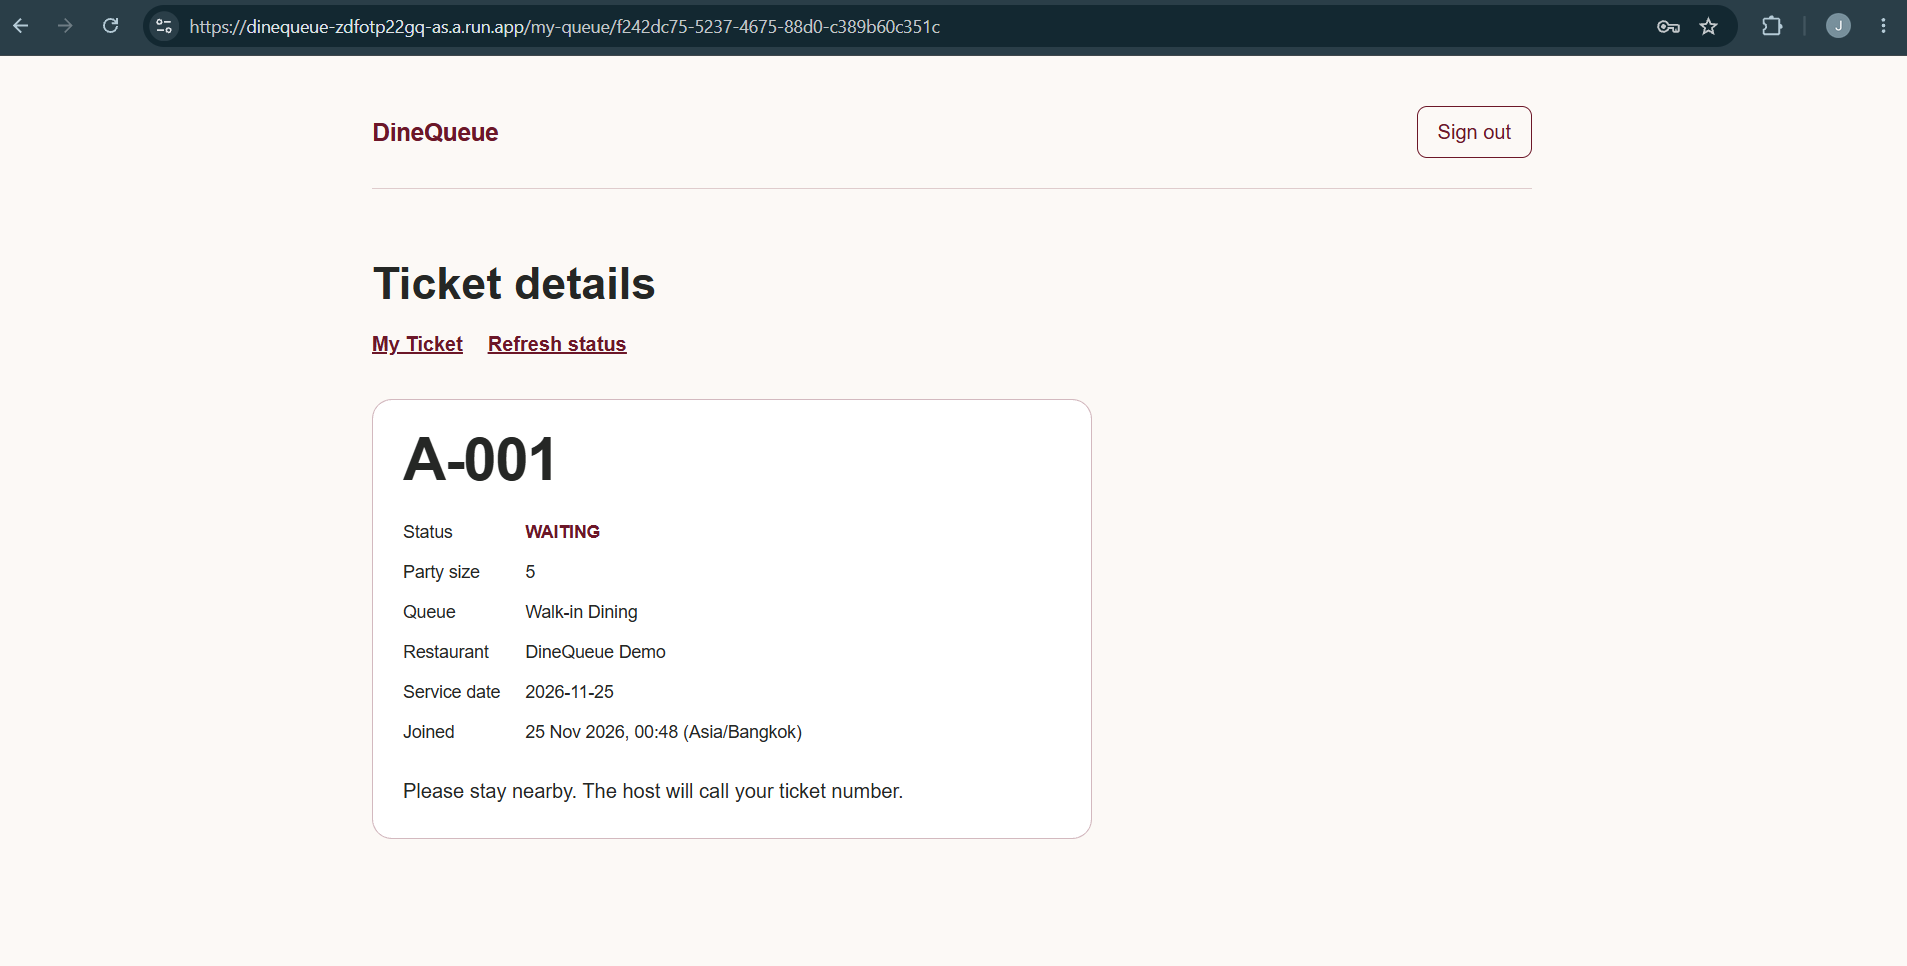 https://dinequeue-zdfotp22gq-as.a.run.app/my-queue/f242dc75-5237-4675-88d0-c389b60c351c
J
DineQueue
Sign out
Ticket details
My Ticket Refresh status
A-001
Status WAITING
Party size 5
Queue Walk-in Dining
Restaurant DineQueue Demo
Service date 2026-11-25
Joined 25 Nov 2026, 00:48 (Asia/Bangkok)
Please stay nearby. The host will call your ticket number.